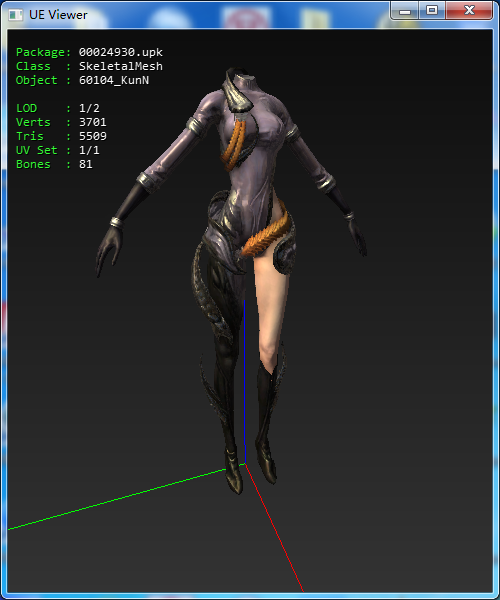 UE Viewer
Package: 00024930.upk
Class  : SkeletalMesh
Object : 60104_KunN
LOD    : 1/2
Verts  : 3701
Tris   : 5509
UV Set : 1/1
Bones  : 81